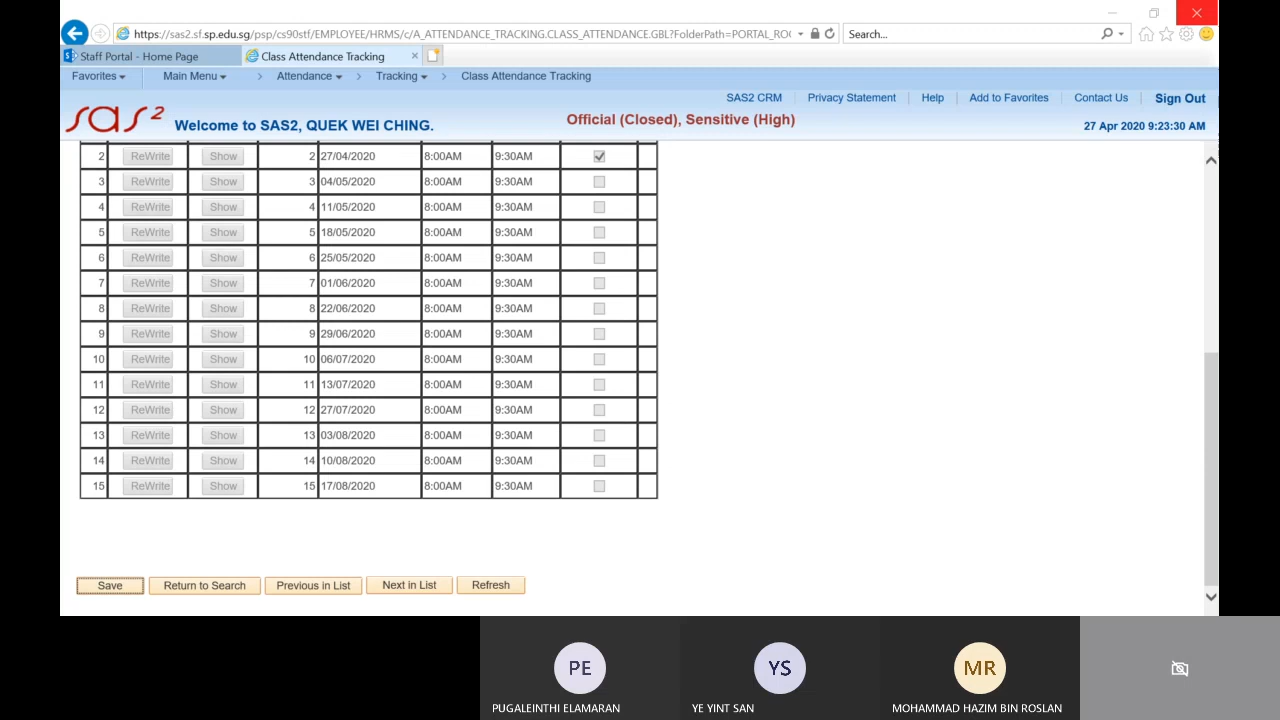 https://sas2.sf.sp.edu.sg/psp/cs90stf/EMPLOYEE/HRMS/c/A_ATTENDANCE_TRACKING.CLASS_ATTENDANCE.GBL?FolderPath=PORTAL_ROO Search...
Staff Portal - Home Page Class Attendance Tracking
Favorites Main Menu Attendance Tracking Class Attendance Tracking
SAS2 CRM Privacy Statement Help Add to Favorites Contact Us Sign Out
sas2 Welcome to SAS2, QUEK WEI CHING. Official (Closed), Sensitive (High) 27 Apr 2020 9:23:30 AM
2 ReWrite Show 2 27/04/2020 8:00AM 9:30AM
3 ReWrite Show 3 04/05/2020 8:00AM 9:30AM
4 ReWrite Show 4 11/05/2020 8:00AM 9:30AM
5 ReWrite Show 5 18/05/2020 8:00AM 9:30AM
6 ReWrite Show 6 25/05/2020 8:00AM 9:30AM
7 ReWrite Show 7 01/06/2020 8:00AM 9:30AM
8 ReWrite Show 8 22/06/2020 8:00AM 9:30AM
9 ReWrite Show 9 29/06/2020 8:00AM 9:30AM
10 ReWrite Show 10 06/07/2020 8:00AM 9:30AM
11 ReWrite Show 11 13/07/2020 8:00AM 9:30AM
12 ReWrite Show 12 27/07/2020 8:00AM 9:30AM
13 ReWrite Show 13 03/08/2020 8:00AM 9:30AM
14 ReWrite Show 14 10/08/2020 8:00AM 9:30AM
15 ReWrite Show 15 17/08/2020 8:00AM 9:30AM
Save Return to Search Previous in List Next in List Refresh
PE YS MR
PUGALEINTHI ELAMARAN YE YINT SAN MOHAMMAD HAZIM BIN ROSLAN